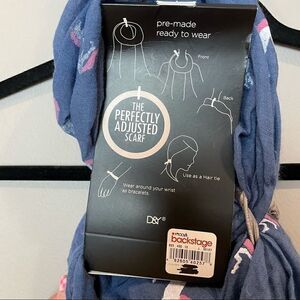 pre-made
ready to wear
Front
Back
THE
PERFECTLY
ADJUSTED
SCARF
Use as a Hair tie
Wear around your wrist
as bracelets.
D&Y®
macy's
backstage